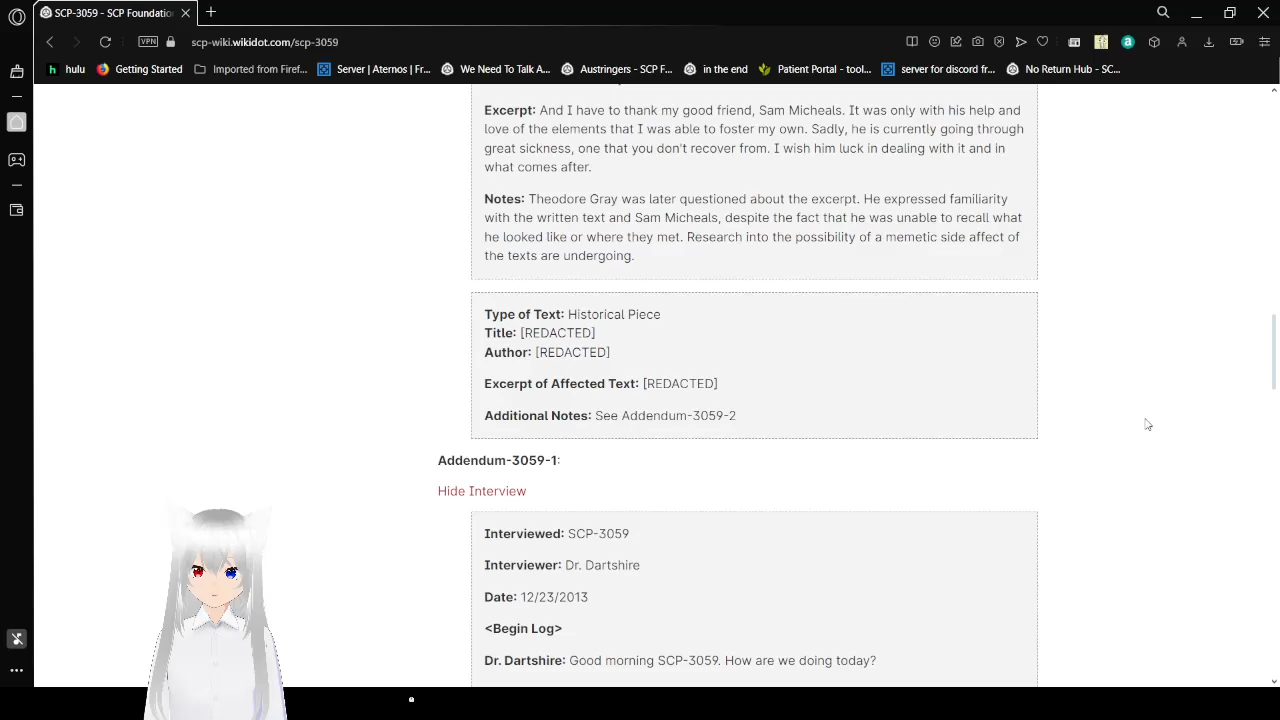 SCP-3059 - SCP Foundatio
scp-wiki.wikidot.com/scp-3059
VPN
hulu
Getting Started
Imported from Firef...
Server | Aternos | Fr...
We Need To Talk A...
Austringers - SCP F...
in the end
Patient Portal - tool...
server for discord fr...
No Return Hub - SC...
Excerpt: And I have to thank my good friend, Sam Micheals. It was only with his help and
love of the elements that I was able to foster my own. Sadly, he is currently going through
great sickness, one that you don't recover from. I wish him luck in dealing with it and in
what comes after.
Notes: Theodore Gray was later questioned about the excerpt. He expressed familiarity
with the written text and Sam Micheals, despite the fact that he was unable to recall what
he looked like or where they met. Research into the possibility of a memetic side affect of
the texts are undergoing.
Type of Text: Historical Piece
Title: [REDACTED]
Author: [REDACTED]
Excerpt of Affected Text: [REDACTED]
Additional Notes: See Addendum-3059-2
Addendum-3059-1:
Hide Interview
Interviewed: SCP-3059
Interviewer: Dr. Dartshire
Date: 12/23/2013
<Begin Log>
Dr. Dartshire: Good morning SCP-3059. How are we doing today?